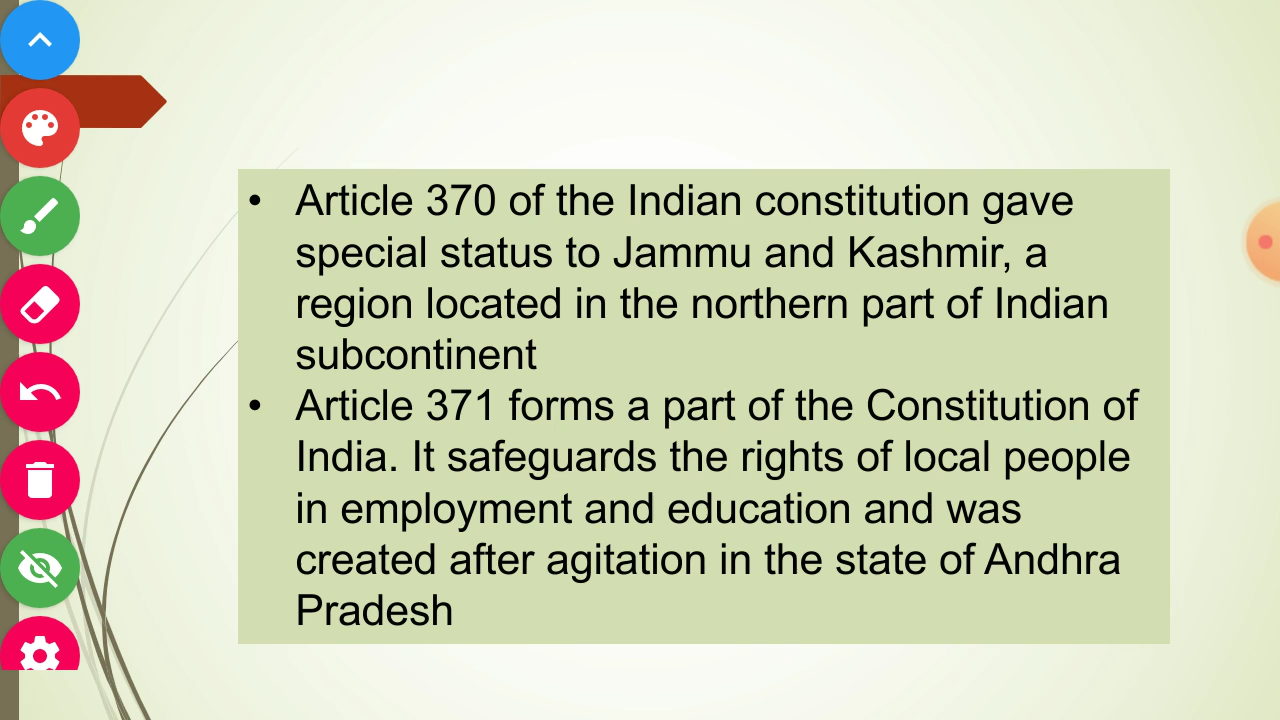 • Article 370 of the Indian constitution gave
special status to Jammu and Kashmir, a
region located in the northern part of Indian
subcontinent
• Article 371 forms a part of the Constitution of
India. It safeguards the rights of local people
in employment and education and was
created after agitation in the state of Andhra
Pradesh